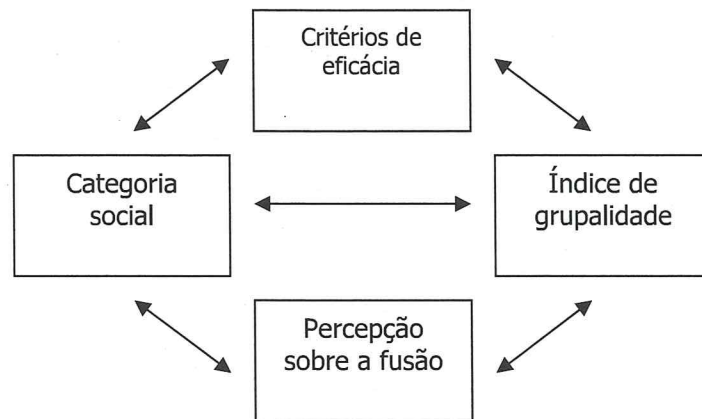 Critérios de
eficácia
Categoria
social
Índice de
grupalidade
Percepção
sobre a fusão